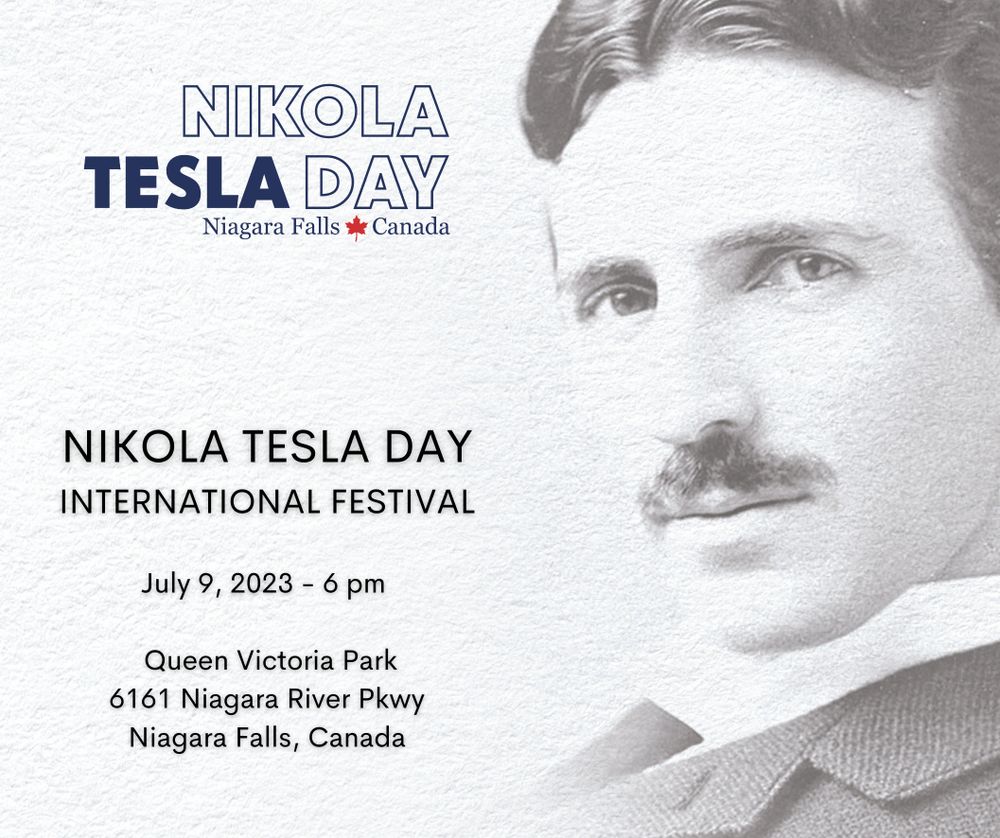 NIKOLA
TESLA DAY
Niagara Falls Canada
NIKOLA TESLA DAY
INTERNATIONAL FESTIVAL
July 9, 2023 - 6 pm
Queen Victoria Park
6161 Niagara River Pkwy
Niagara Falls, Canada